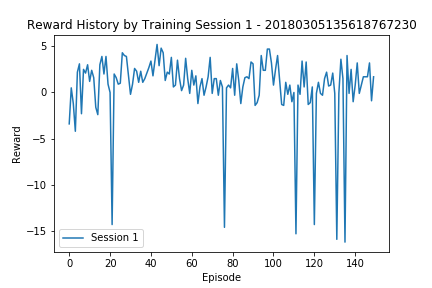 Reward History by Training Session 1 - 20180305135618767230
5
0
−5
−10
−15
Reward
Session 1
0 20 40 60 80 100 120 140
Episode